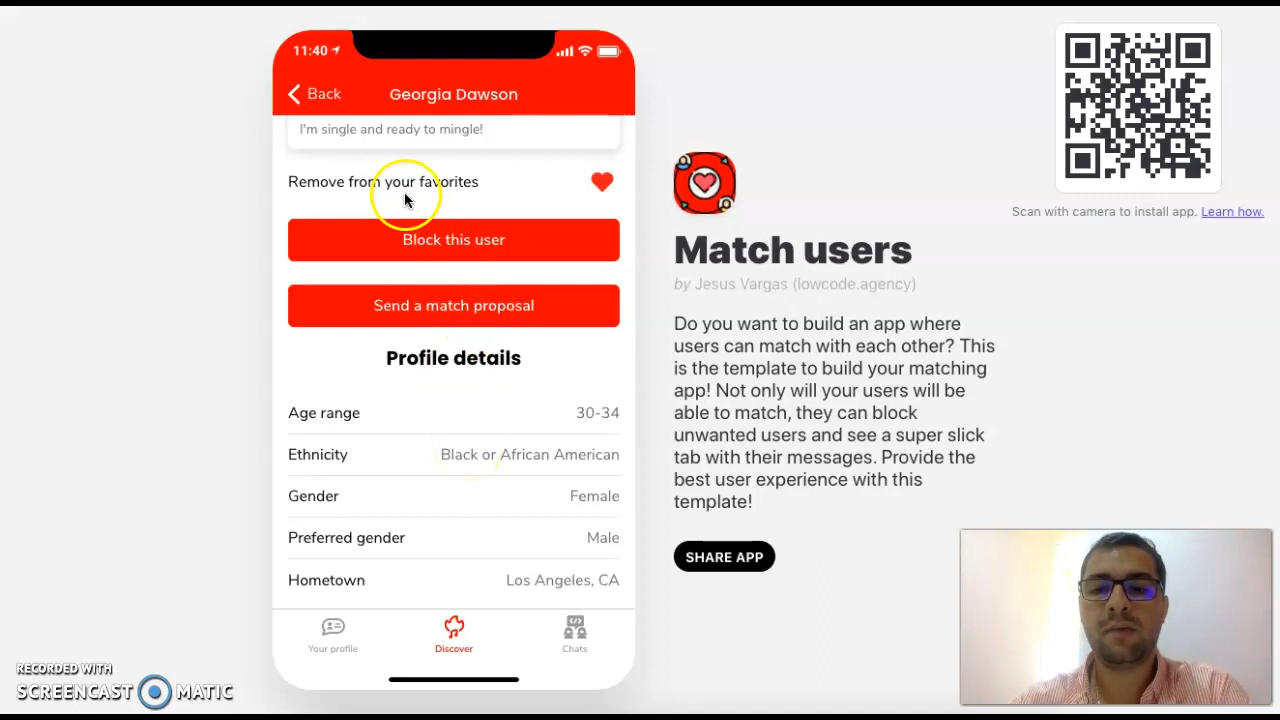 11:40
Back
Georgia Dawson
I'm single and ready to mingle!
Remove from your favorites
Block this user
Send a match proposal
Profile details
Age range 30-34
Ethnicity Black or African American
Gender Female
Preferred gender Male
Hometown Los Angeles, CA
Your profile
Discover
Chats
Scan with camera to install app. Learn how.
Match users
by Jesus Vargas (lowcode.agency)
Do you want to build an app where
users can match with each other? This
is the template to build your matching
app! Not only will your users will be
able to match, they can block
unwanted users and see a super slick
tab with their messages. Provide the
best user experience with this
template!
SHARE APP
RECORDED WITH
SCREENCAST MATIC